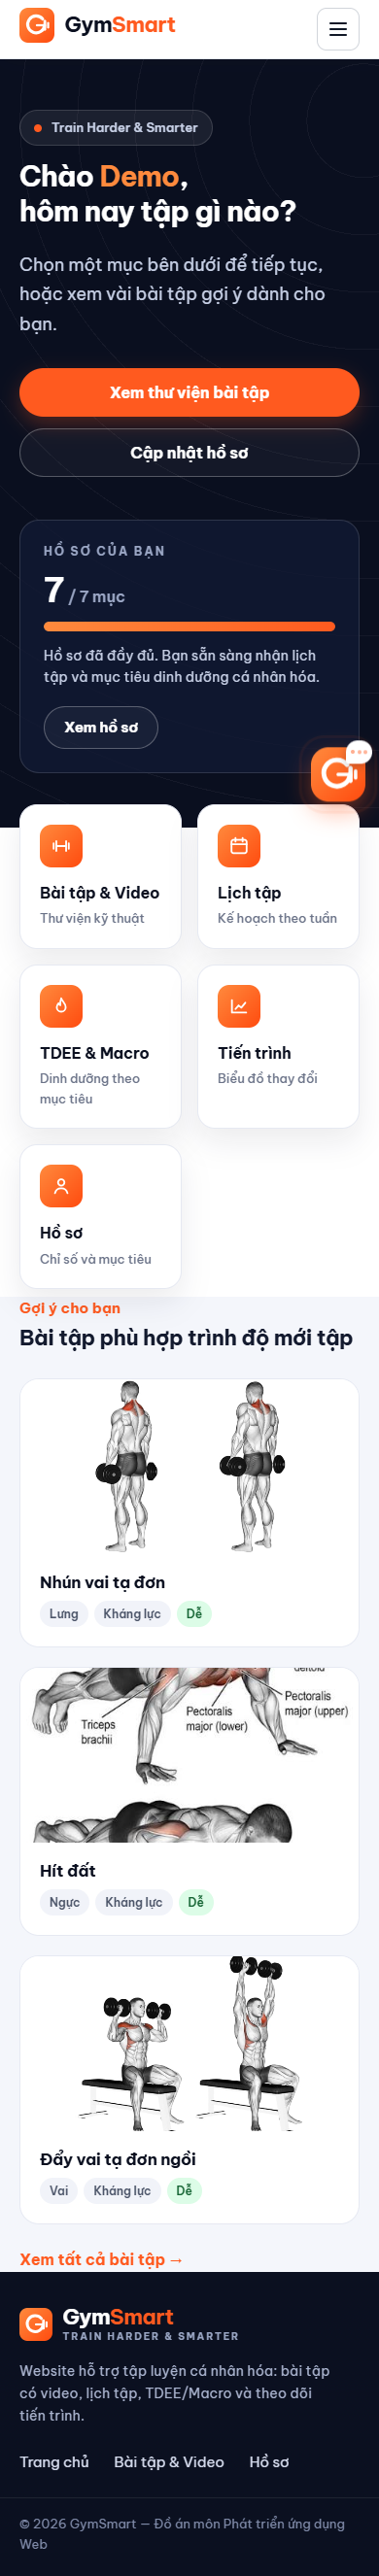 GymSmart
Train Harder & Smarter
Chào Demo,
hôm nay tập gì nào?
Chọn một mục bên dưới để tiếp tục,
hoặc xem vài bài tập gợi ý dành cho
bạn.
Xem thư viện bài tập
Cập nhật hồ sơ
HỒ SƠ CỦA BẠN
7 / 7 mục
Hồ sơ đã đầy đủ. Bạn sẵn sàng nhận lịch
tập và mục tiêu dinh dưỡng cá nhân hóa.
Xem hồ sơ
Bài tập & Video
Thư viện kỹ thuật
Lịch tập
Kế hoạch theo tuần
TDEE & Macro
Dinh dưỡng theo
mục tiêu
Tiến trình
Biểu đồ thay đổi
Hồ sơ
Chỉ số và mục tiêu
Gợi ý cho bạn
Bài tập phù hợp trình độ mới tập
Nhún vai tạ đơn
Lưng Kháng lực Dễ
deltoid
Pectoralis
major (upper)
Pectoralis
major (lower)
Triceps
brachii
Hít đất
Ngực Kháng lực Dễ
Đẩy vai tạ đơn ngồi
Vai Kháng lực Dễ
Xem tất cả bài tập →
GymSmart
TRAIN HARDER & SMARTER
Website hỗ trợ tập luyện cá nhân hóa: bài tập
có video, lịch tập, TDEE/Macro và theo dõi
tiến trình.
Trang chủ Bài tập & Video Hồ sơ
© 2026 GymSmart — Đồ án môn Phát triển ứng dụng
Web